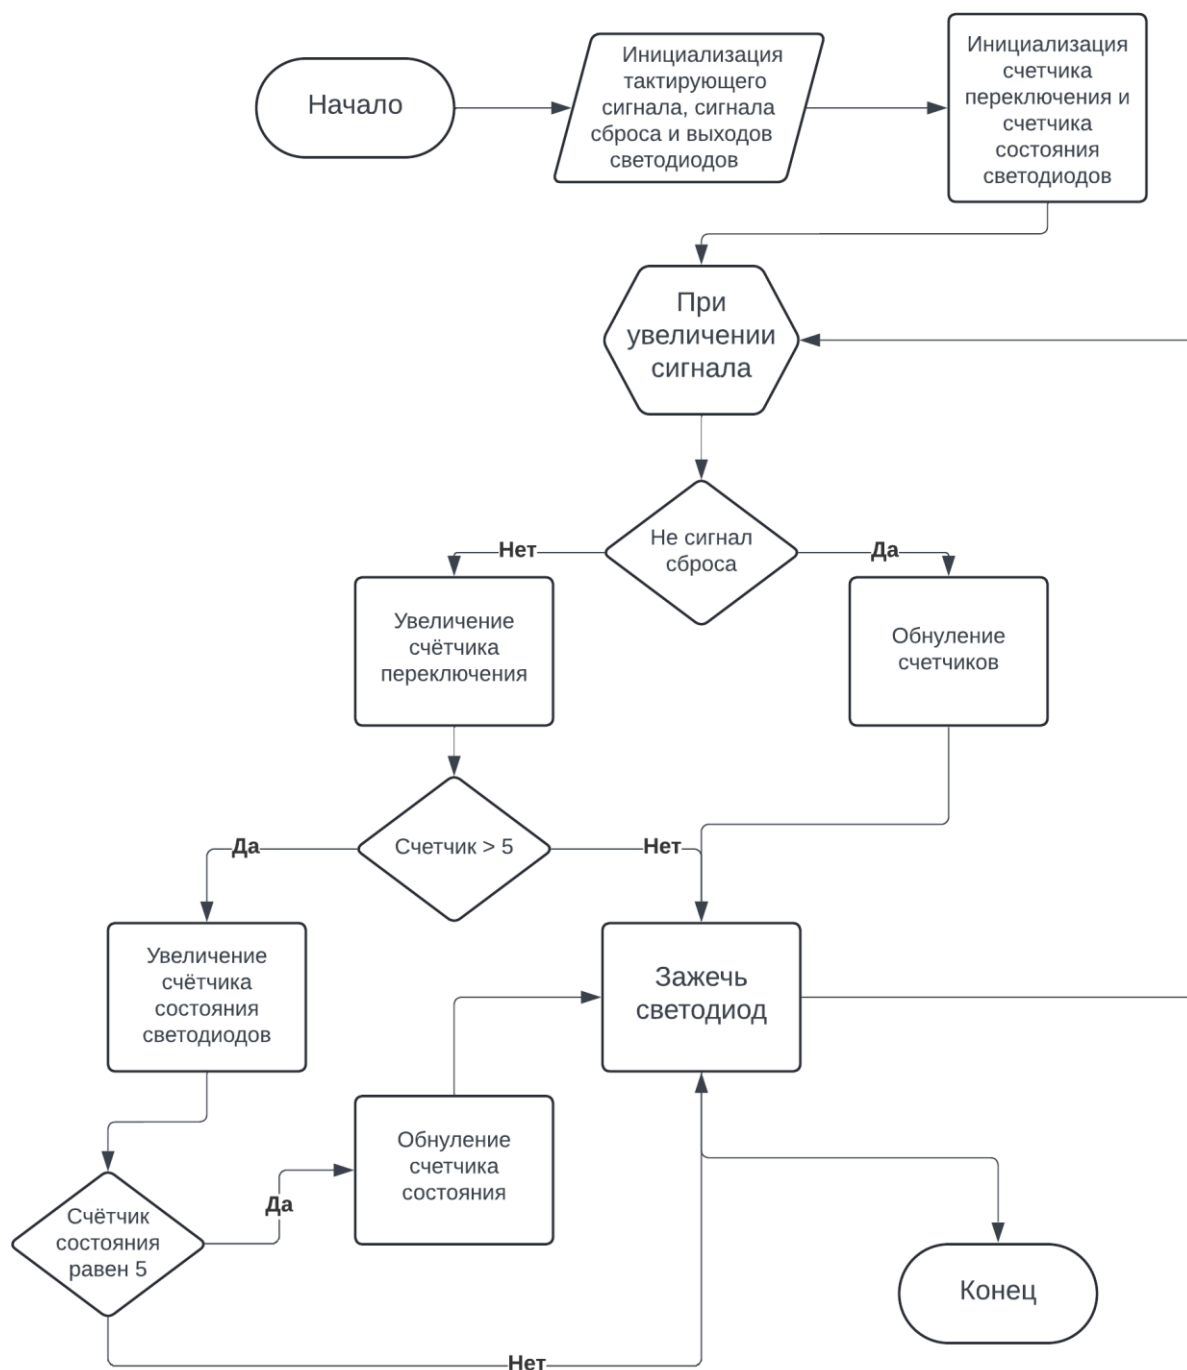 Начало
Инициализация
тактирующего
сигнала, сигнала
сброса и выходов
светодиодов
Инициализация
счетчика
переключения и
счетчика
состояния
светодиодов
При
увеличении
сигнала
Не сигнал
сброса
Нет
Да
Увеличение
счётчика
переключения
Обнуление
счетчиков
Счетчик > 5
Да
Нет
Увеличение
счётчика
состояния
светодиодов
Зажечь
светодиод
Обнуление
счетчика
состояния
Счётчик
состояния
равен 5
Да
Нет
Конец